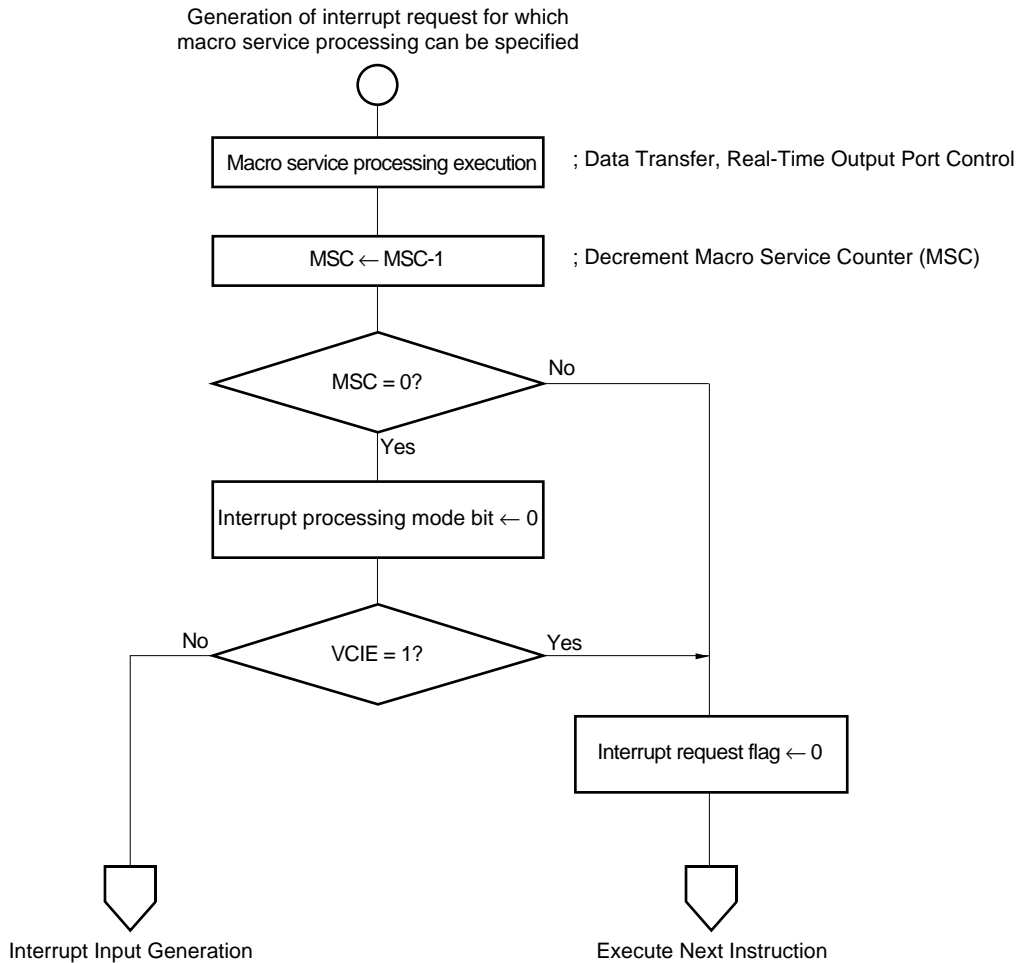 Generation of interrupt request for which
macro service processing can be specified
Macro service processing execution
; Data Transfer, Real-Time Output Port Control
MSC ← MSC-1
; Decrement Macro Service Counter (MSC)
MSC = 0?
No
Yes
Interrupt processing mode bit ← 0
No
VCIE = 1?
Yes
Interrupt request flag ← 0
Interrupt Input Generation
Execute Next Instruction